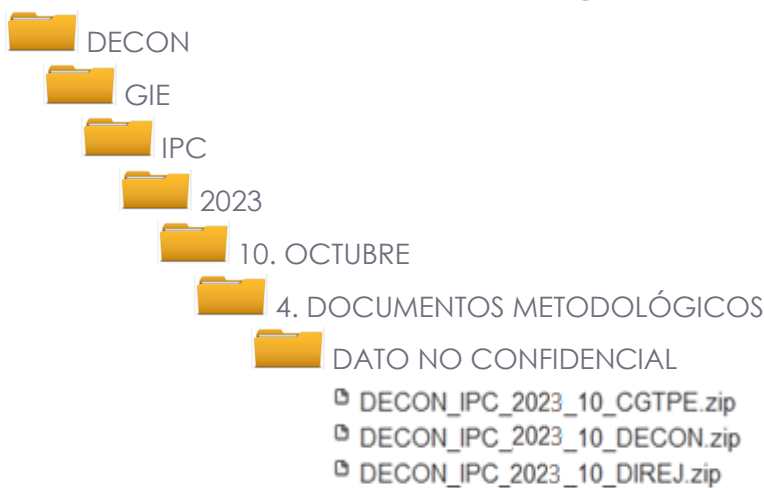 DECON
GIE
IPC
2023
10. OCTUBRE
4. DOCUMENTOS METODOLÓGICOS
DATO NO CONFIDENCIAL
DECON_IPC_2023_10_CGTPE.zip
DECON_IPC_2023_10_DECON.zip
DECON_IPC_2023_10_DIREJ.zip